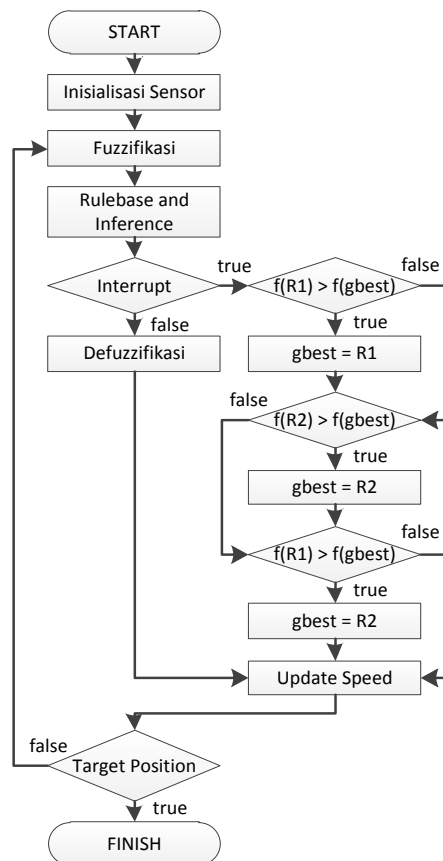 START
Inisialisasi Sensor
Fuzzifikasi
Rulebase and
Inference
Interrupt
true
f(R1) > f(gbest)
false
false
true
Defuzzifikasi
gbest = R1
false
f(R2) > f(gbest)
true
gbest = R2
f(R1) > f(gbest)
false
true
gbest = R2
Update Speed
false
Target Position
true
FINISH